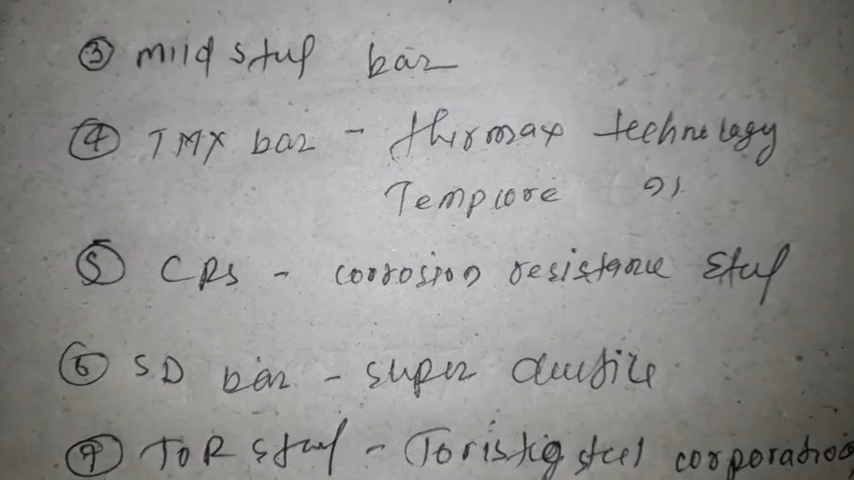 ③ Mild steel bar
④ TMX bar - thermax technology
Tempcore
⑤ CRS - corrosion resistance steel
⑥ SD bar - super ductile
⑦ TOR steel - Toristeg steel corporation